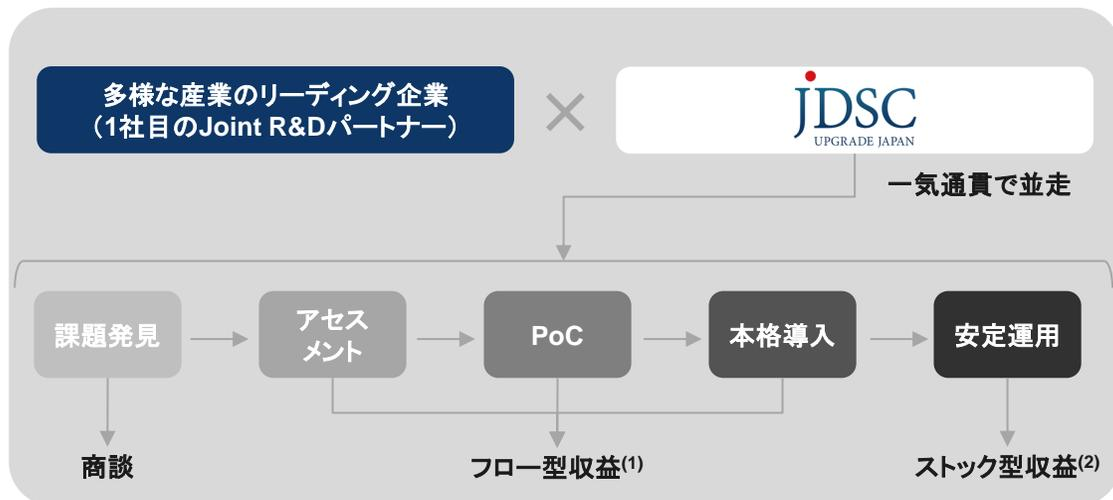 多様な産業のリーディング企業
（1社目のJoint R&Dパートナー）
×
JDSC
UPGRADE JAPAN
一気通貫で並走
課題発見
アセス
メント
PoC
本格導入
安定運用
商談
フロー型収益(1)
ストック型収益(2)